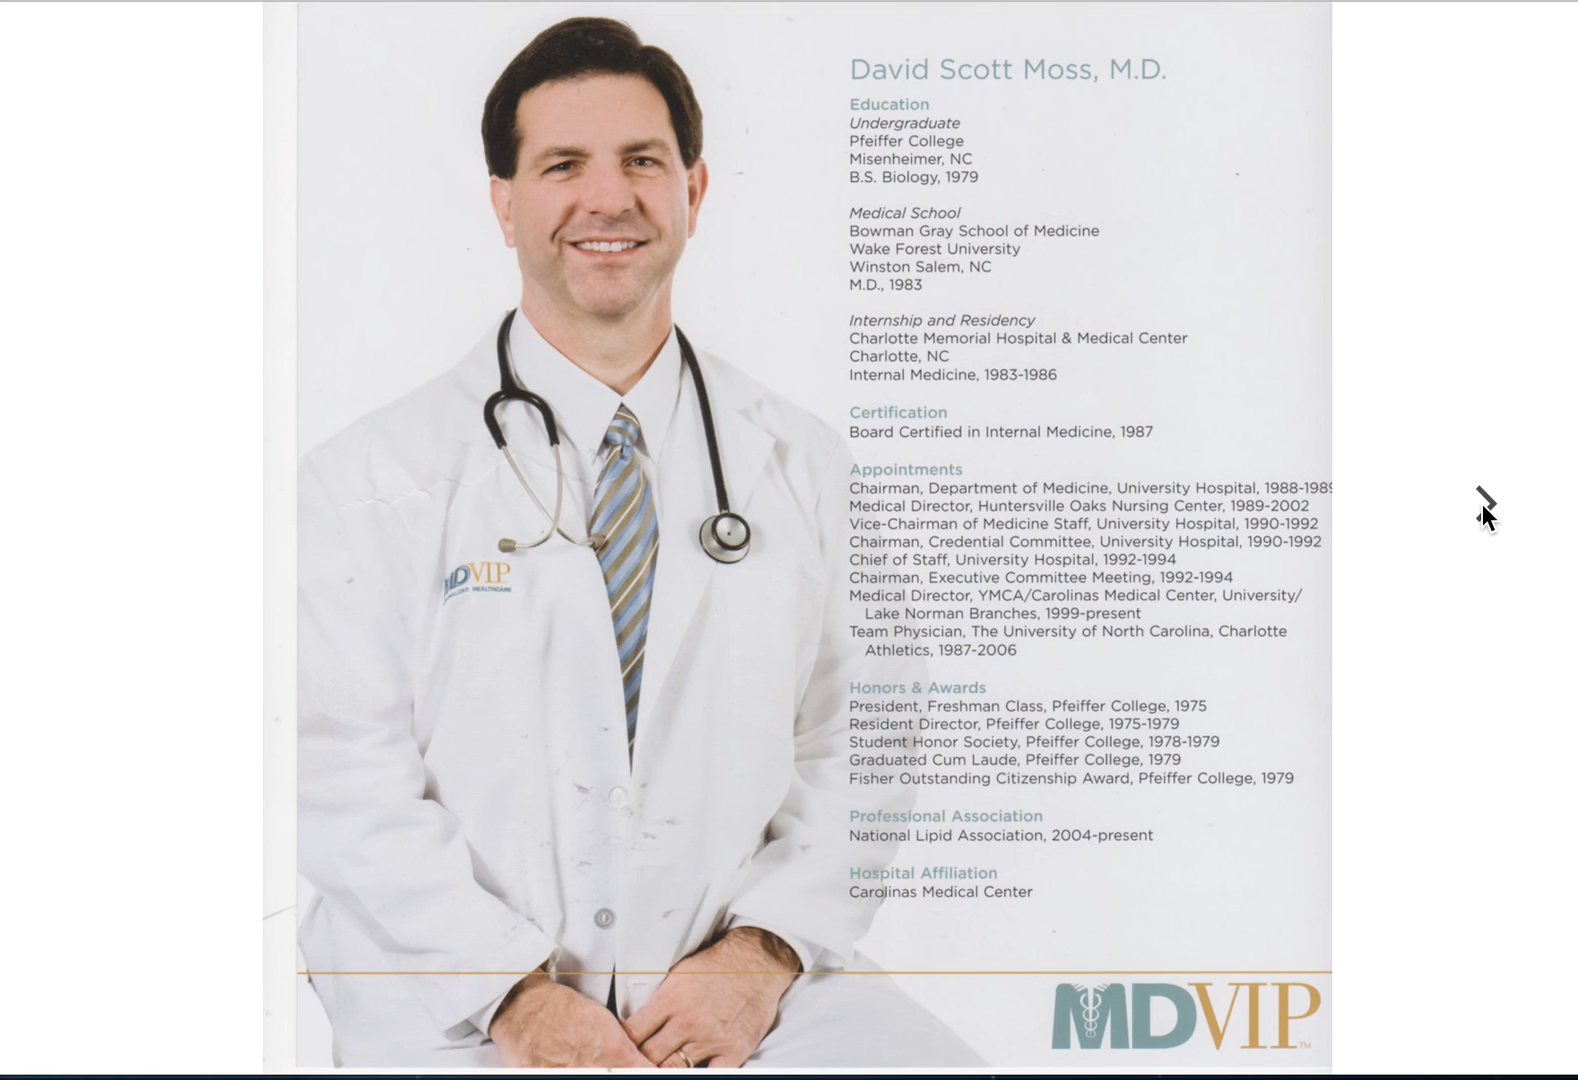 David Scott Moss, M.D.
Education
Undergraduate
Pfeiffer College
Misenheimer, NC
B.S. Biology, 1979
Medical School
Bowman Gray School of Medicine
Wake Forest University
Winston Salem, NC
M.D., 1983
Internship and Residency
Charlotte Memorial Hospital & Medical Center
Charlotte, NC
Internal Medicine, 1983-1986
Certification
Board Certified in Internal Medicine, 1987
Appointments
Chairman, Department of Medicine, University Hospital, 1988-1989
Medical Director, Huntersville Oaks Nursing Center, 1989-2002
Vice-Chairman of Medicine Staff, University Hospital, 1990-1992
Chairman, Credential Committee, University Hospital, 1990-1992
Chief of Staff, University Hospital, 1992-1994
Chairman, Executive Committee Meeting, 1992-1994
Medical Director, YMCA/Carolinas Medical Center, University/
Lake Norman Branches, 1999-present
Team Physician, The University of North Carolina, Charlotte
Athletics, 1987-2006
Honors & Awards
President, Freshman Class, Pfeiffer College, 1975
Resident Director, Pfeiffer College, 1975-1979
Student Honor Society, Pfeiffer College, 1978-1979
Graduated Cum Laude, Pfeiffer College, 1979
Fisher Outstanding Citizenship Award, Pfeiffer College, 1979
Professional Association
National Lipid Association, 2004-present
Hospital Affiliation
Carolinas Medical Center
MDVIP
HEALTHCARE
MDVIP™